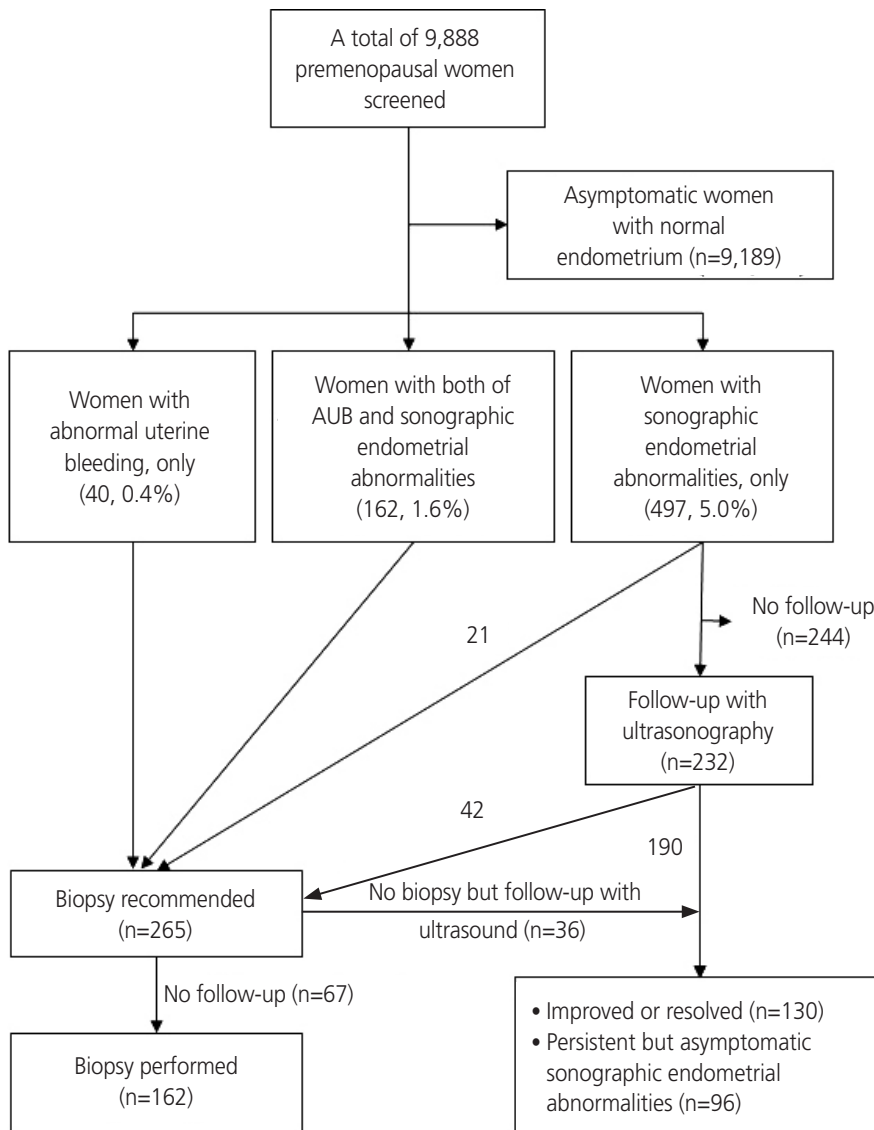 A total of 9,888
premenopausal women
screened
Asymptomatic women
with normal
endometrium (n=9,189)
Women with
abnormal uterine
bleeding, only
(40, 0.4%)
Women with both of
AUB and sonographic
endometrial
abnormalities
(162, 1.6%)
Women with
sonographic
endometrial
abnormalities, only
(497, 5.0%)
21
No follow-up
(n=244)
Follow-up with
ultrasonography
(n=232)
42
190
Biopsy recommended
(n=265)
No biopsy but follow-up with
ultrasound (n=36)
No follow-up (n=67)
Biopsy performed
(n=162)
• Improved or resolved (n=130)
• Persistent but asymptomatic
sonographic endometrial
abnormalities (n=96)